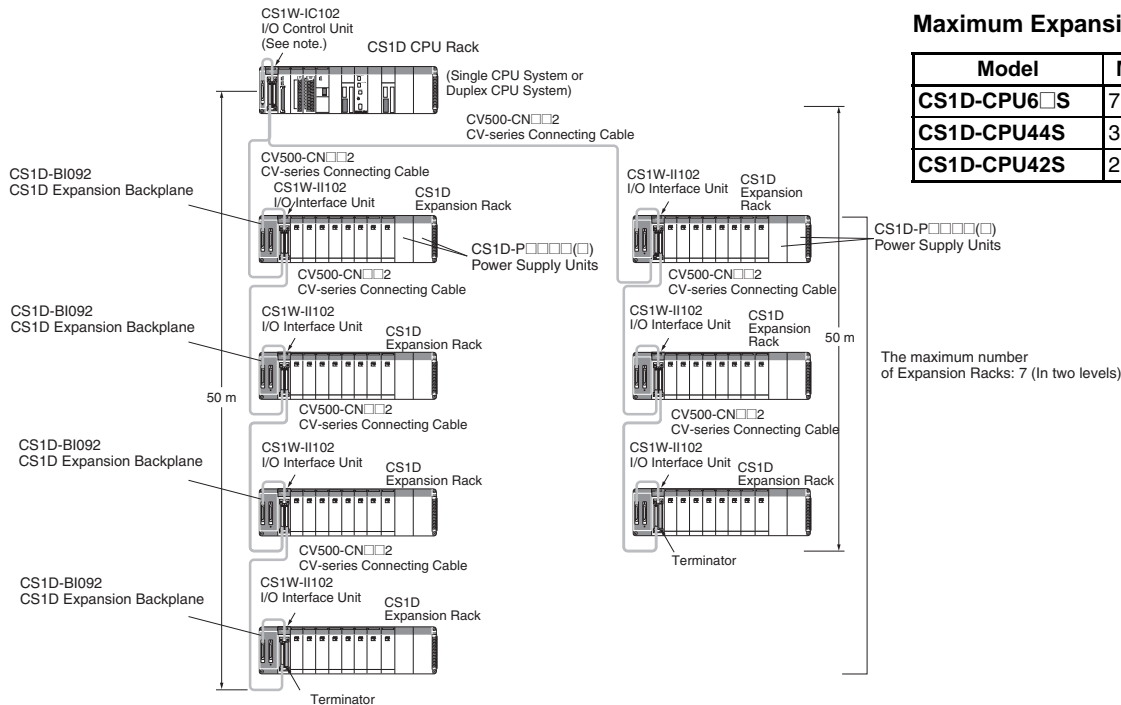 CS1W-IC102
I/O Control Unit
(See note.)
CS1D CPU Rack
(Single CPU System or
Duplex CPU System)
CV500-CN□□2
CV-series Connecting Cable
50 m
CV500-CN□□2
CV-series Connecting Cable
CS1D-BI092
CS1D Expansion Backplane
CS1W-II102
I/O Interface Unit
CS1D
Expansion Rack
CS1D-P□□□□(□)
Power Supply Units
CV500-CN□□2
CV-series Connecting Cable
CS1D-BI092
CS1D Expansion Backplane
CS1W-II102
I/O Interface Unit
CS1D
Expansion Rack
CV500-CN□□2
CV-series Connecting Cable
CS1D-BI092
CS1D Expansion Backplane
CS1W-II102
I/O Interface Unit
CS1D
Expansion Rack
CV500-CN□□2
CV-series Connecting Cable
CS1D-BI092
CS1D Expansion Backplane
CS1W-II102
I/O Interface Unit
CS1D
Expansion Rack
Terminator
CS1W-II102
I/O Interface Unit
CS1D
Expansion
Rack
CS1D-P□□□□(□)
Power Supply Units
CV500-CN□□2
CV-series Connecting Cable
CS1W-II102
I/O Interface Unit
CS1D
Expansion
Rack
50 m
CV500-CN□□2
CV-series Connecting Cable
CS1W-II102
I/O Interface Unit
CS1D
Expansion Rack
Terminator
The maximum number
of Expansion Racks: 7 (In two levels)
Maximum Expansi
Model
CS1D-CPU6□S 7
CS1D-CPU44S 3
CS1D-CPU42S 2